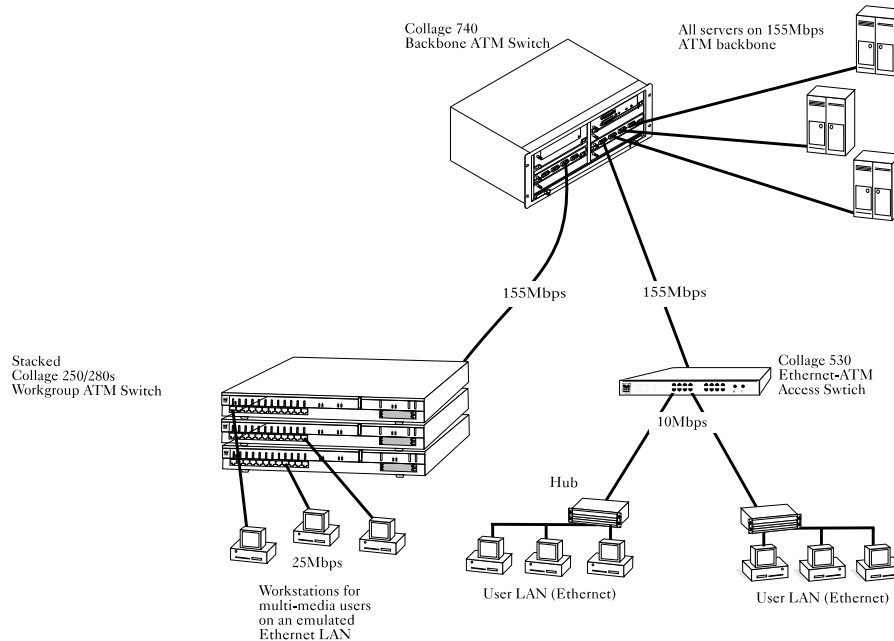 Collage 740
Backbone ATM Switch
All servers on 155Mbps
ATM backbone
155Mbps
155Mbps
Stacked
Collage 250/280s
Workgroup ATM Switch
Collage 530
Ethernet-ATM
Access Swtich
10Mbps
Hub
25Mbps
User LAN (Ethernet)
User LAN (Ethernet)
Workstations for
multi-media users
on an emulated
Ethernet LAN